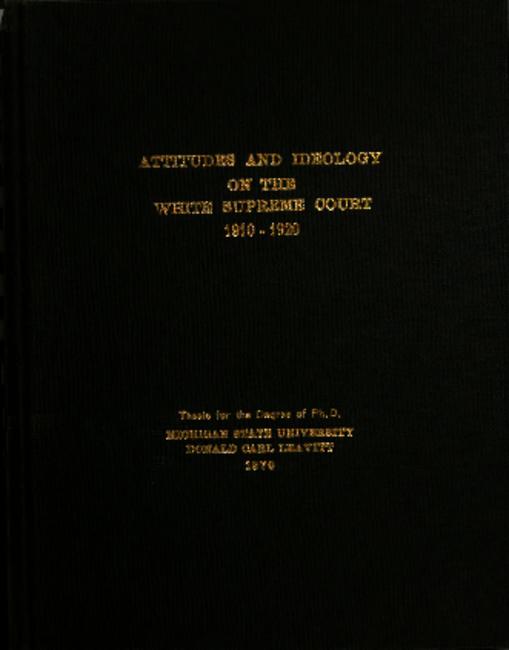 ATTITUDES AND IDEOLOGY
ON THE
WHITE SUPREME COURT
1910 - 1920
Thesis for the Degree of Ph. D.
MICHIGAN STATE UNIVERSITY
DONALD CARL LEAVITT
1970